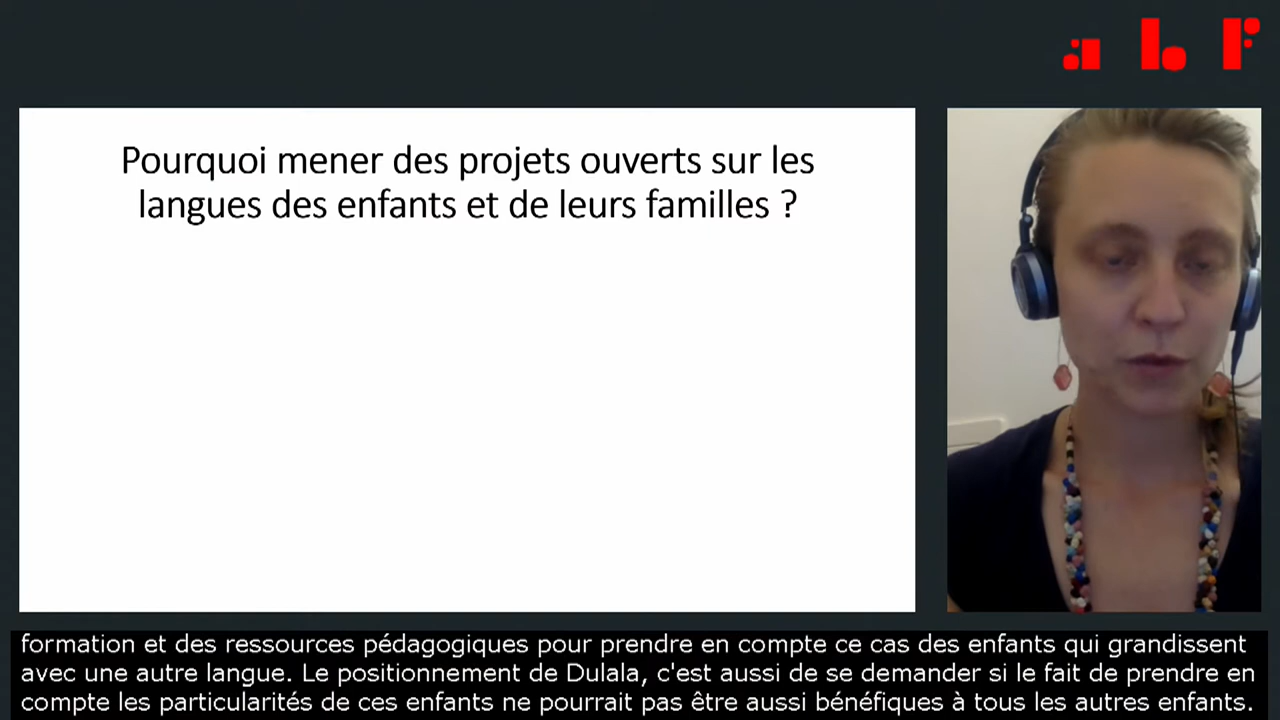 abf
Pourquoi mener des projets ouverts sur les
langues des enfants et de leurs familles ?
formation et des ressources pédagogiques pour prendre en compte ce cas des enfants qui grandissent
avec une autre langue. Le positionnement de Dulala, c'est aussi de se demander si le fait de prendre en
compte les particularités de ces enfants ne pourrait pas être aussi bénéfiques à tous les autres enfants.